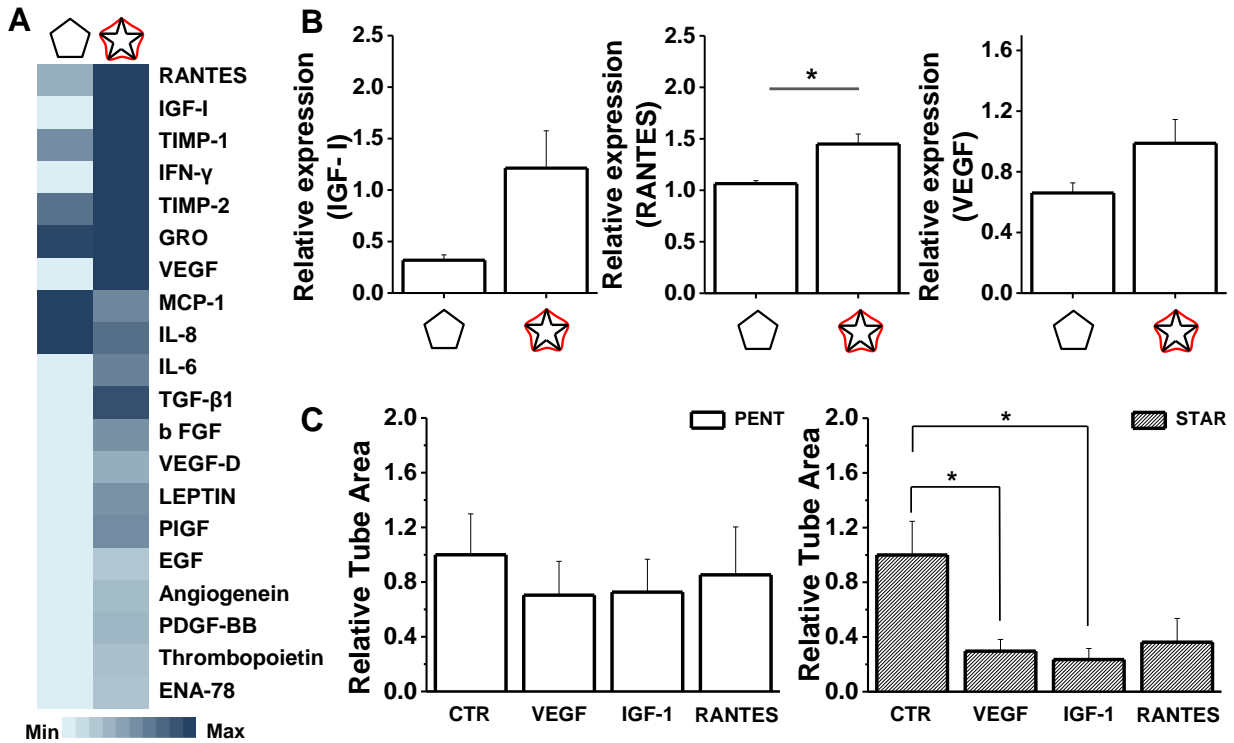 A
RANTES
IGF-I
TIMP-1
IFN-γ
TIMP-2
GRO
VEGF
MCP-1
IL-8
IL-6
TGF-β1
b FGF
VEGF-D
LEPTIN
PIGF
EGF
Angiogenein
PDGF-BB
Thrombopoietin
ENA-78
Min
Max
B
Relative expression
(IGF- I)
2.5
2.0
1.5
1.0
0.5
0.0
Relative expression
(RANTES)
2.5
2.0
1.5
1.0
0.5
0.0
*
Relative expression
(VEGF)
1.6
1.2
0.8
0.4
0.0
C
Relative Tube Area
2.0
1.6
1.2
0.8
0.4
0.0
PENT
CTR
VEGF
IGF-1
RANTES
Relative Tube Area
2.0
1.6
1.2
0.8
0.4
0.0
STAR
*
*
CTR
VEGF
IGF-1
RANTES